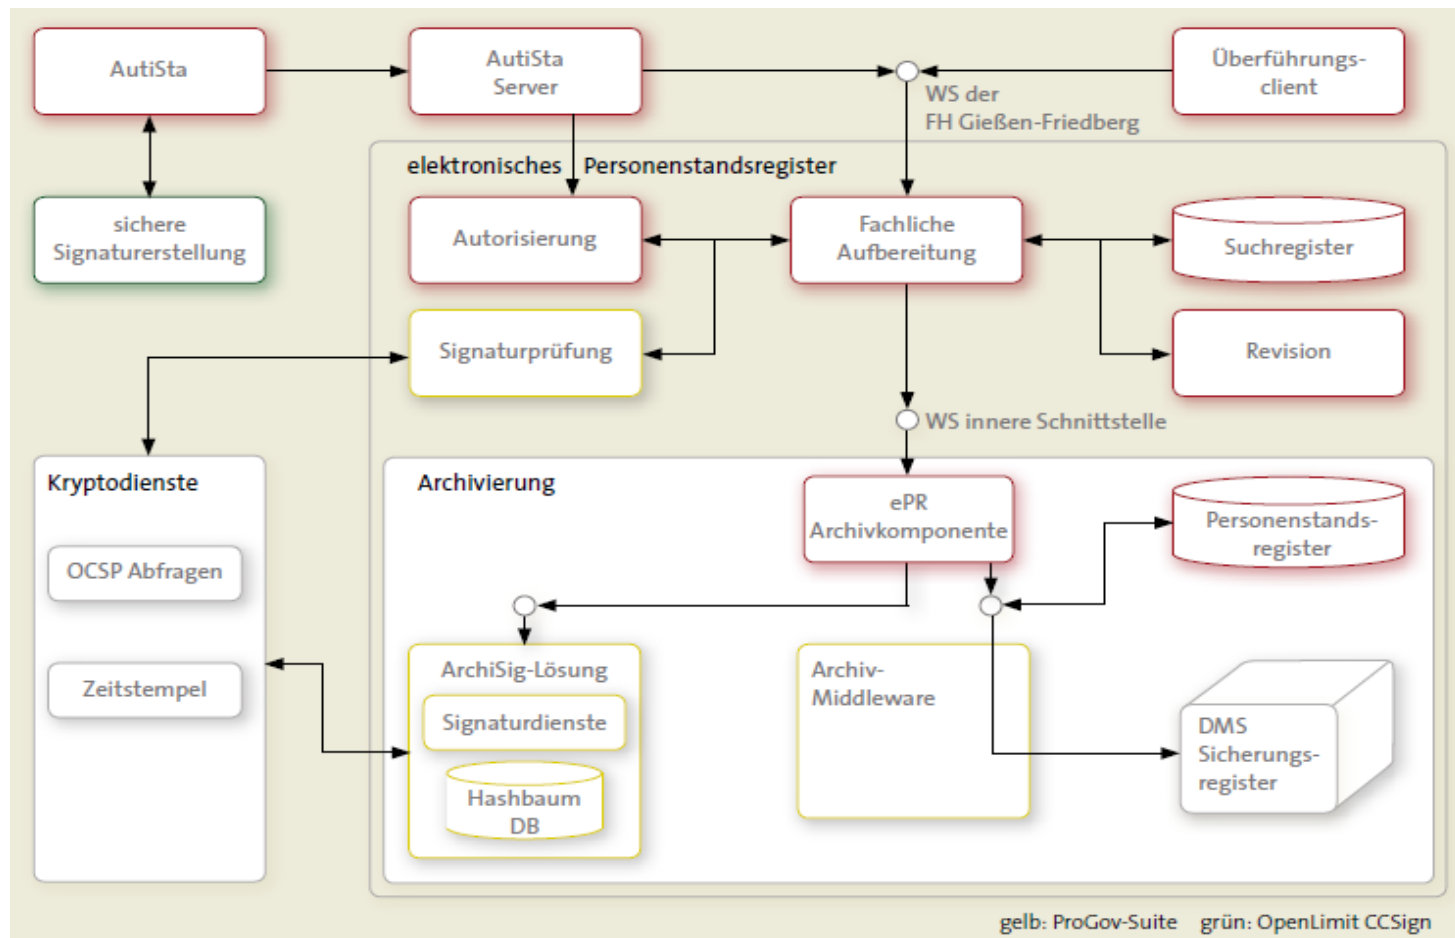 AutiSta
AutiSta
Server
Überführungs-
client
WS der
FH Gießen-Friedberg
elektronisches Personenstandsregister
sichere
Signaturerstellung
Autorisierung
Fachliche
Aufbereitung
Suchregister
Signaturprüfung
Revision
WS innere Schnittstelle
Kryptodienste
Archivierung
ePR
Archivkomponente
Personenstands-
register
OCSP Abfragen
Zeitstempel
ArchiSig-Lösung
Signaturdienste
Hashbaum
DB
Archiv-
Middleware
DMS
Sicherungs-
register
gelb: ProGov-Suite grün: OpenLimit CCSign